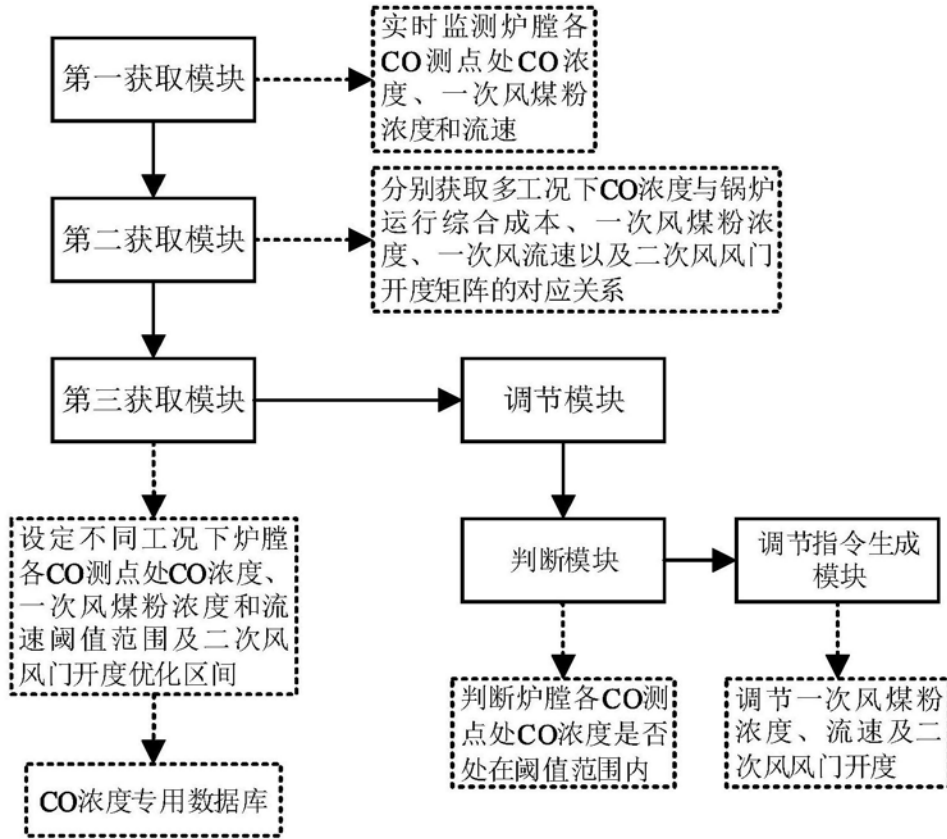 第一获取模块
实时监测炉膛各
CO测点处CO浓
度、一次风煤粉
浓度和流速
第二获取模块
分别获取多工况下CO浓度与锅炉
运行综合成本、一次风煤粉浓
度、一次风流速以及二次风风门
开度矩阵的对应关系
第三获取模块
调节模块
设定不同工况下炉膛
各CO测点处CO浓度、
一次风煤粉浓度和流
速阈值范围及二次风
风门开度优化区间
判断模块
调节指令生成
模块
判断炉膛各CO测
点处CO浓度是否
处在阈值范围内
调节一次风煤粉
浓度、流速及二
次风风门开度
CO浓度专用数据库